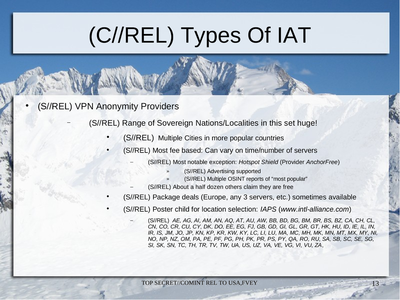 (C//REL) Types Of IAT
• (S//REL) VPN Anonymity Providers
– (S//REL) Range of Sovereign Nations/Localities in this set huge!
• (S//REL) Multiple Cities in more popular countries
• (S//REL) Most fee based: Can vary on time/number of servers
– (S//REL) Most notable exception: Hotspot Shield (Provider AnchorFree)
» (S//REL) Advertising supported
» (S//REL) Multiple OSINT reports of "most popular"
– (S//REL) About a half dozen others claim they are free
• (S//REL) Package deals (Europe, any 3 servers, etc.) sometimes available
• (S//REL) Poster child for location selection: IAPS (www.intl-alliance.com)
– (S//REL) AE, AG, AI, AM, AN, AQ, AT, AU, AW, BB, BD, BG, BM, BR, BS, BZ, CA, CH, CL,
CN, CO, CR, CU, CY, DK, DO, EE, EG, FJ, GB, GD, GI, GL, GR, GT, HK, HU, ID, IE, IL, IN,
IR, IS, JM, JO, JP, KN, KP, KR, KW, KY, LC, LI, LU, MA, MC, MH, MK, MN, MT, MX, MY, NI,
NO, NP, NZ, OM, PA, PE, PF, PG, PH, PK, PR, PS, PY, QA, RO, RU, SA, SB, SC, SE, SG,
SI, SK, SN, TC, TH, TR, TV, TW, UA, US, UZ, VA, VE, VG, VI, VU, ZA,
TOP SECRET//COMINT REL TO USA,FVEY
13